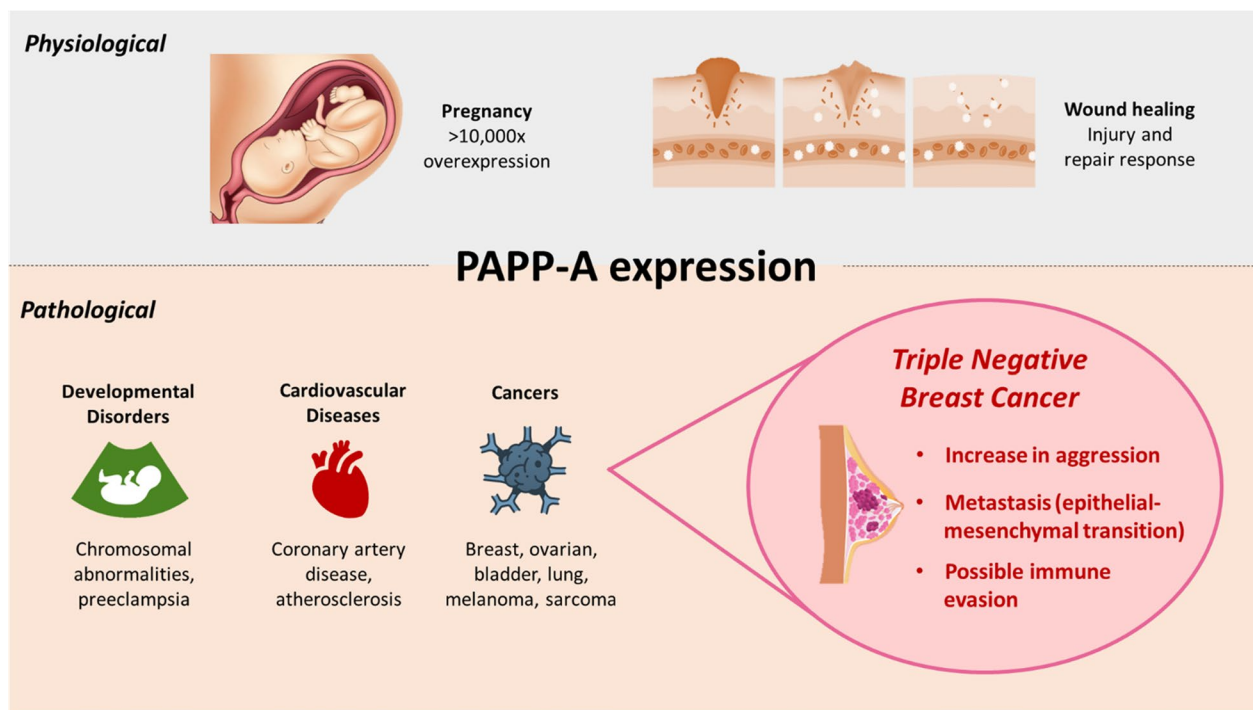 Physiological
Pregnancy
>10,000x
overexpression
Wound healing
Injury and
repair response
PAPP-A expression
Pathological
Developmental
Disorders
Chromosomal
abnormalities,
preeclampsia
Cardiovascular
Diseases
Coronary artery
disease,
atherosclerosis
Cancers
Breast, ovarian,
bladder, lung,
melanoma, sarcoma
Triple Negative
Breast Cancer
• Increase in aggression
• Metastasis (epithelial-
mesenchymal transition)
• Possible immune
evasion